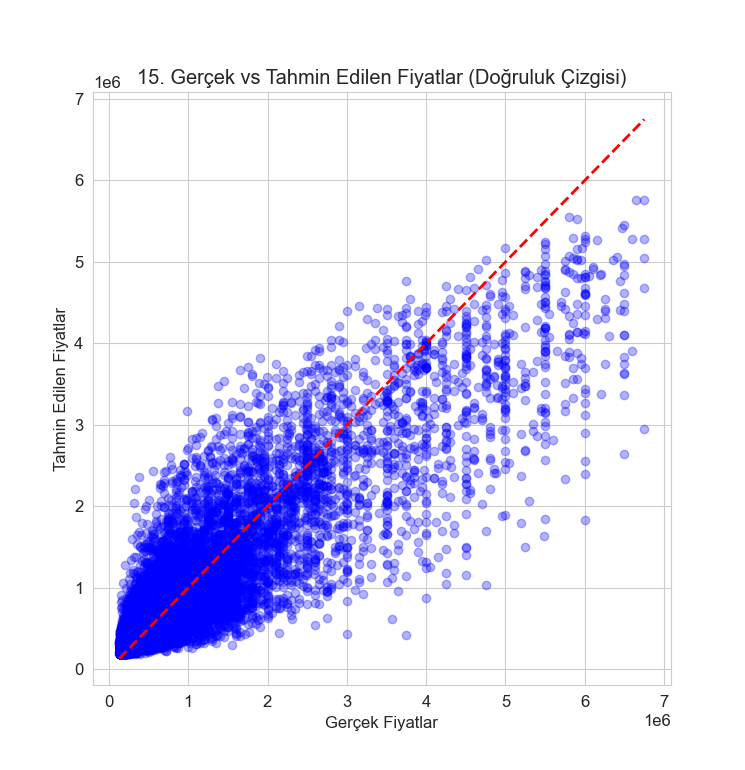 15. Gerçek vs Tahmin Edilen Fiyatlar (Doğruluk Çizgisi)
1e6
7
6
5
4
3
2
1
0
Tahmin Edilen Fiyatlar
0 1 2 3 4 5 6 7
Gerçek Fiyatlar
1e6